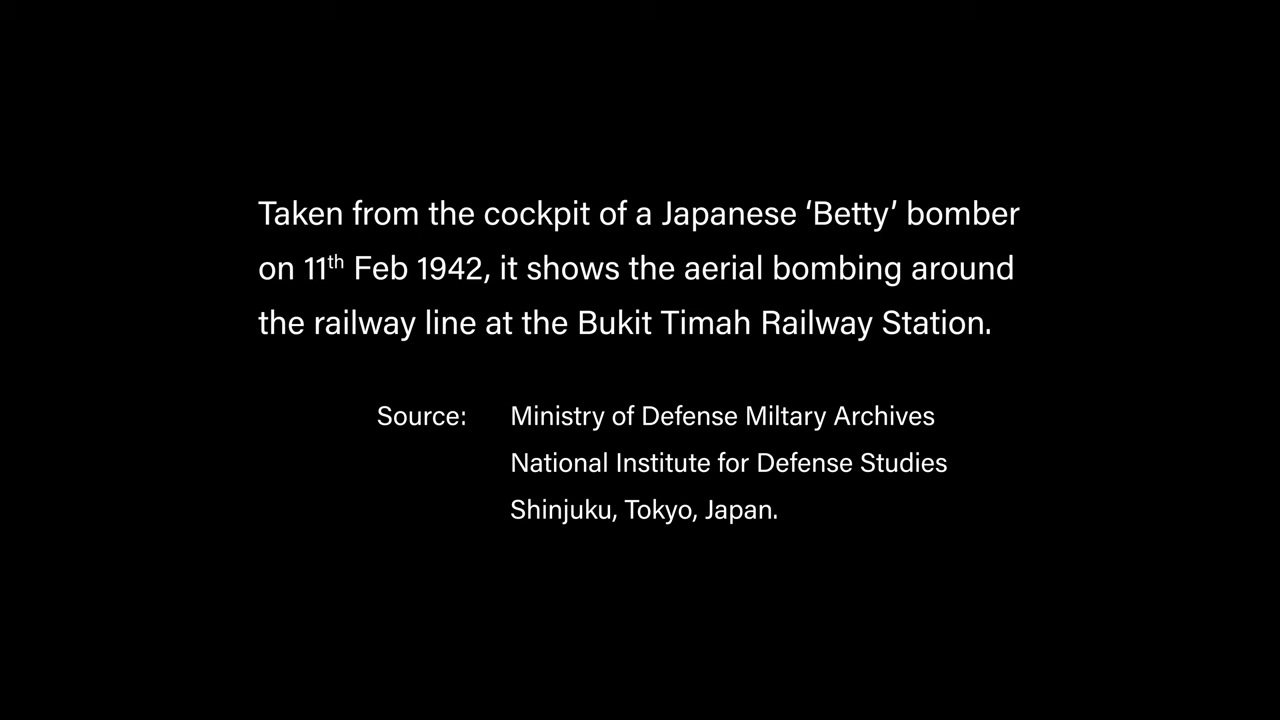 Taken from the cockpit of a Japanese ‘Betty’ bomber
on 11th Feb 1942, it shows the aerial bombing around
the railway line at the Bukit Timah Railway Station.
Source: Ministry of Defense Miltary Archives
National Institute for Defense Studies
Shinjuku, Tokyo, Japan.